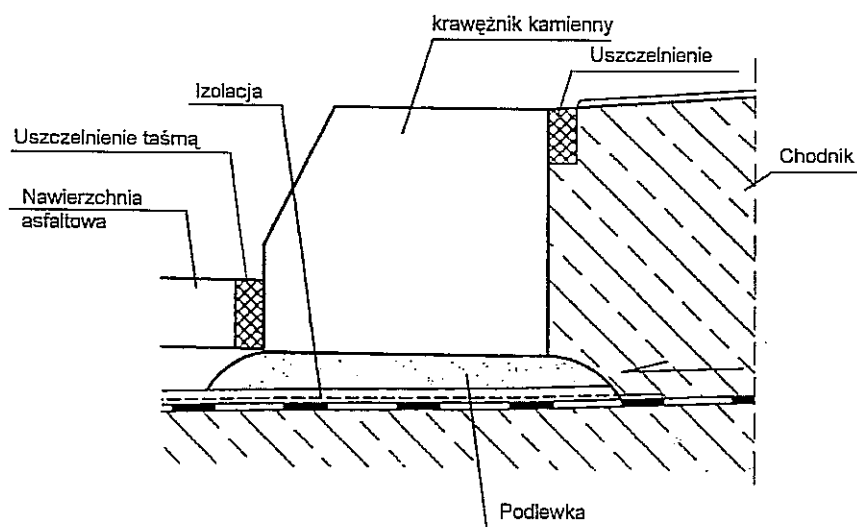 krawężnik kamienny
Uszczelnienie
Izolacja
Uszczelnienie taśmą
Chodnik
Nawierzchnia
asfaltowa
Podlewka